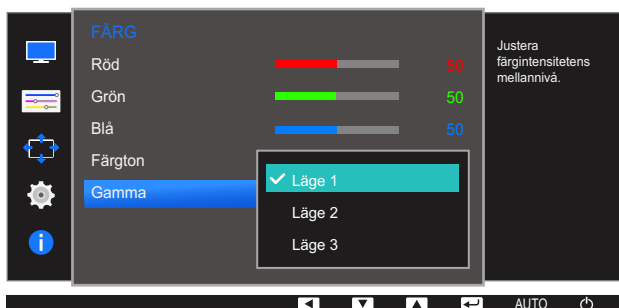 FÄRG
Röd 50
Grön 50
Blå 50
Färgton
Gamma
Läge 1
Läge 2
Läge 3
Justera
färgintensitetens
mellannivå.
AUTO